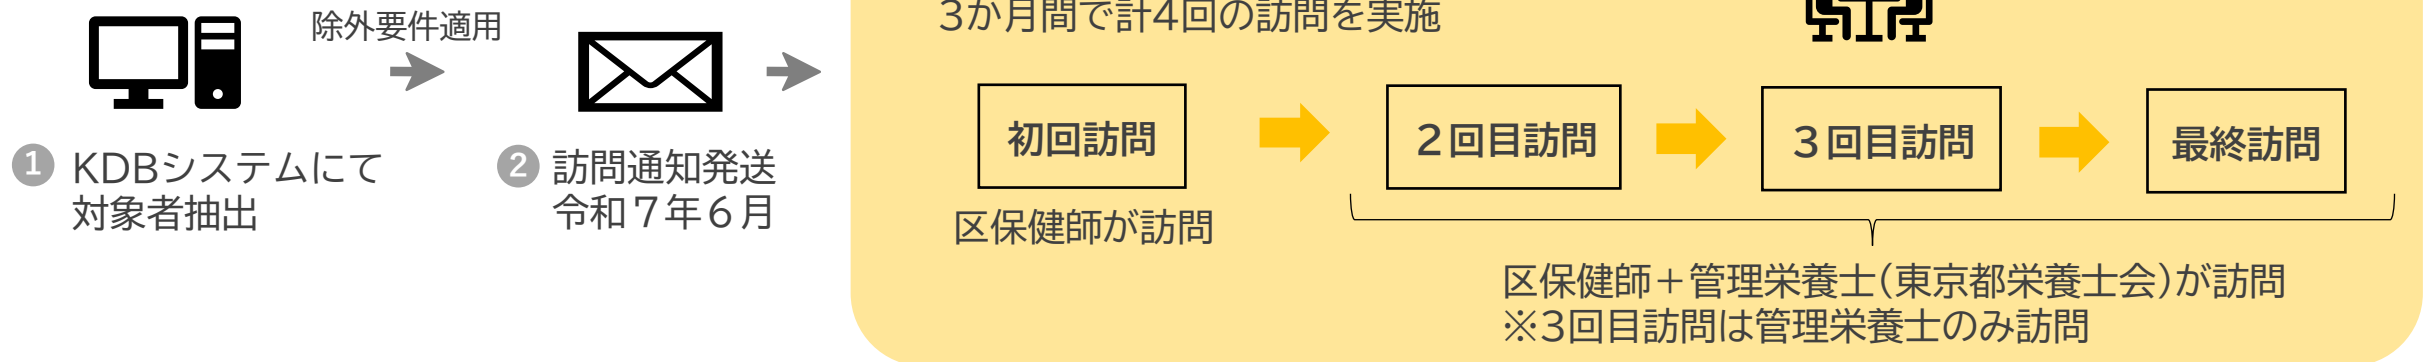 除外要件適用
❶ KDBシステムにて
対象者抽出
❷ 訪問通知発送
令和7年6月
3か月間で計4回の訪問を実施
初回訪問
2回目訪問
3回目訪問
最終訪問
区保健師が訪問
区保健師＋管理栄養士(東京都栄養士会)が訪問
※3回目訪問は管理栄養士のみ訪問